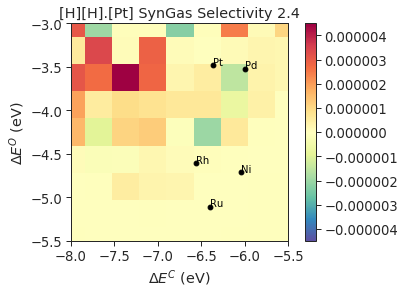 [H][H].[Pt] SynGas Selectivity 2.4
−3.0
−3.5
−4.0
−4.5
−5.0
−5.5
ΔE^O (eV)
Pt
Pd
Rh
Ni
Ru
−8.0 −7.5 −7.0 −6.5 −6.0 −5.5
ΔE^C (eV)
0.000004
0.000003
0.000002
0.000001
0.000000
−0.000001
−0.000002
−0.000003
−0.000004